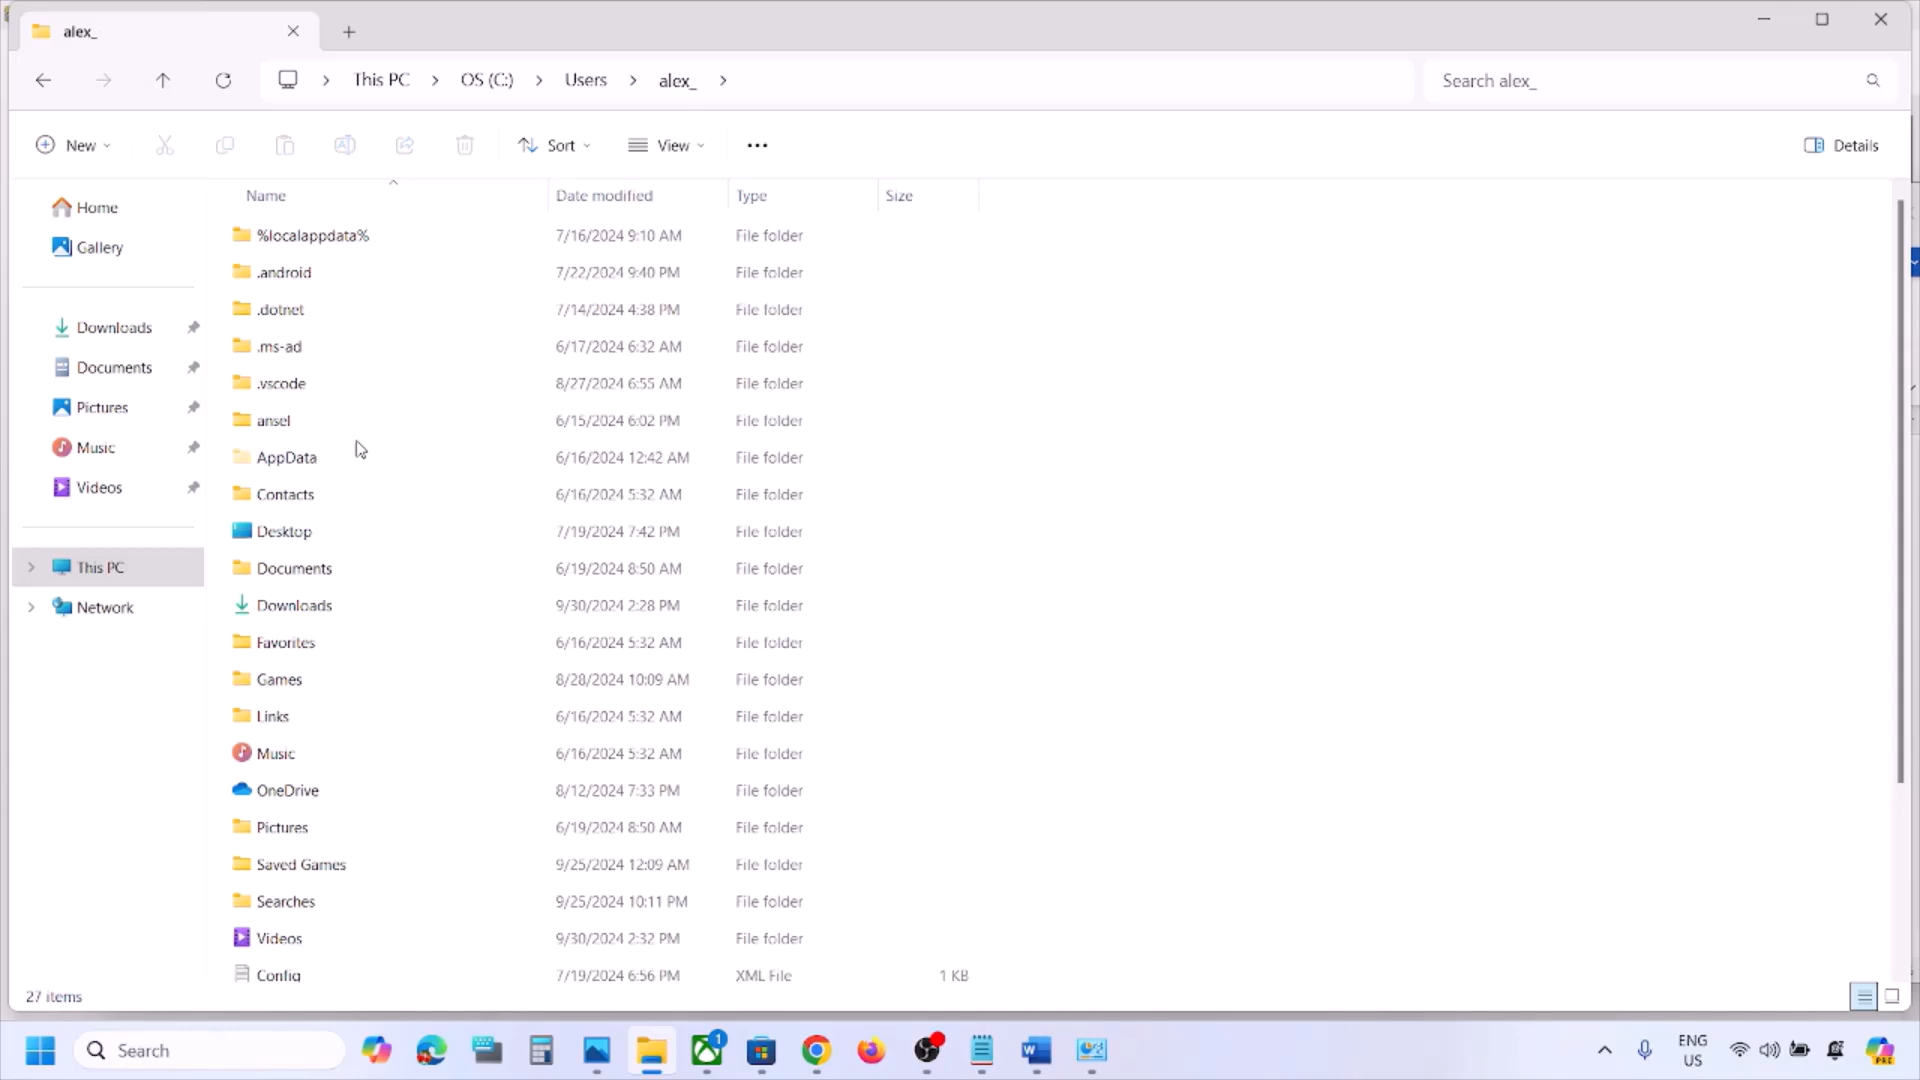 alex_
This PC
OS (C:)
Users
alex_
Search alex_
New
Sort
View
Details
Name
Date modified
Type
Size
Home
Gallery
Downloads
Documents
Pictures
Music
Videos
This PC
Network
%localappdata% 7/16/2024 9:10 AM File folder
.android 7/22/2024 9:40 PM File folder
.dotnet 7/14/2024 4:38 PM File folder
.ms-ad 6/17/2024 6:32 AM File folder
.vscode 8/27/2024 6:55 AM File folder
ansel 6/15/2024 6:02 PM File folder
AppData 6/16/2024 12:42 AM File folder
Contacts 6/16/2024 5:32 AM File folder
Desktop 7/19/2024 7:42 PM File folder
Documents 6/19/2024 8:50 AM File folder
Downloads 9/30/2024 2:28 PM File folder
Favorites 6/16/2024 5:32 AM File folder
Games 8/28/2024 10:09 AM File folder
Links 6/16/2024 5:32 AM File folder
Music 6/16/2024 5:32 AM File folder
OneDrive 8/12/2024 7:33 PM File folder
Pictures 6/19/2024 8:50 AM File folder
Saved Games 9/25/2024 12:09 AM File folder
Searches 9/25/2024 10:11 PM File folder
Videos 9/30/2024 2:32 PM File folder
Config 7/19/2024 6:56 PM XML File 1 KB
27 items
Search
1
ENG
US
PRE